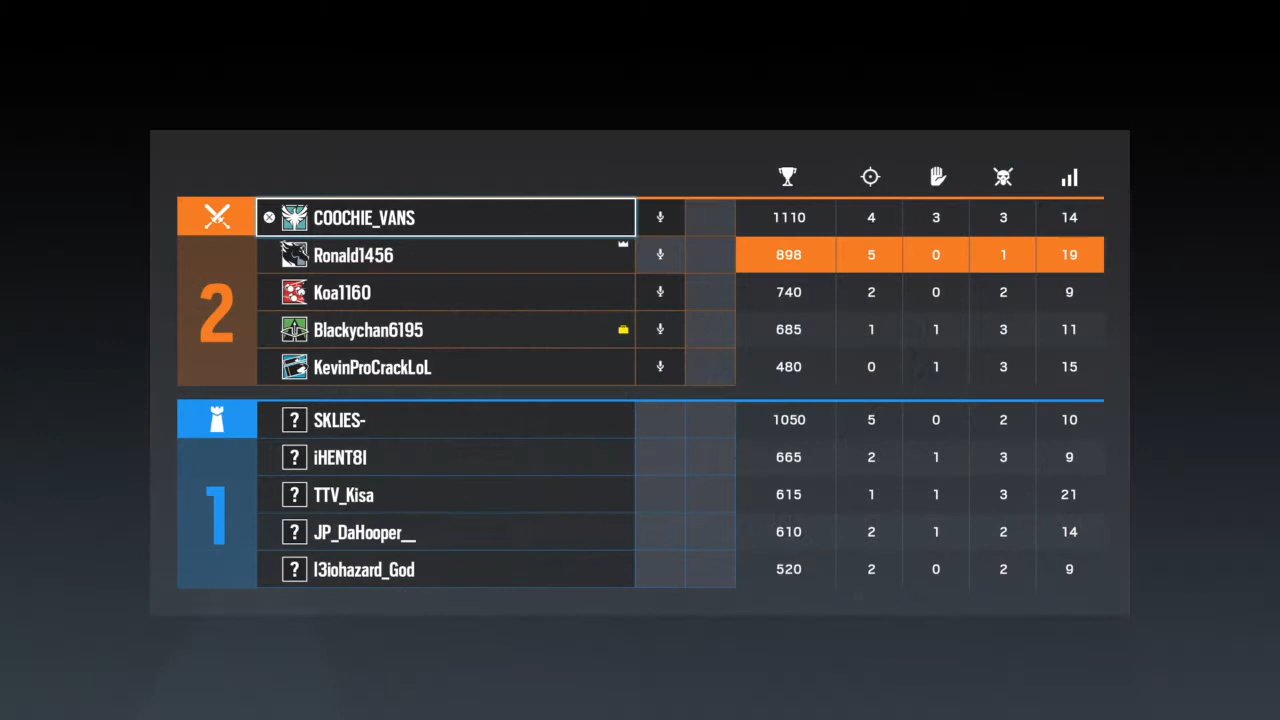 COOCHIE_VANS 1110 4 3 3 14
Ronald1456 898 5 0 1 19
2
Koa1160 740 2 0 2 9
Blackychan6195 685 1 1 3 11
KevinProCrackLoL 480 0 1 3 15
? SKLIES- 1050 5 0 2 10
? iHENT8I 665 2 1 3 9
1
? TTV_Kisa 615 1 1 3 21
? JP_DaHooper__ 610 2 1 2 14
? l3iohazard_God 520 2 0 2 9